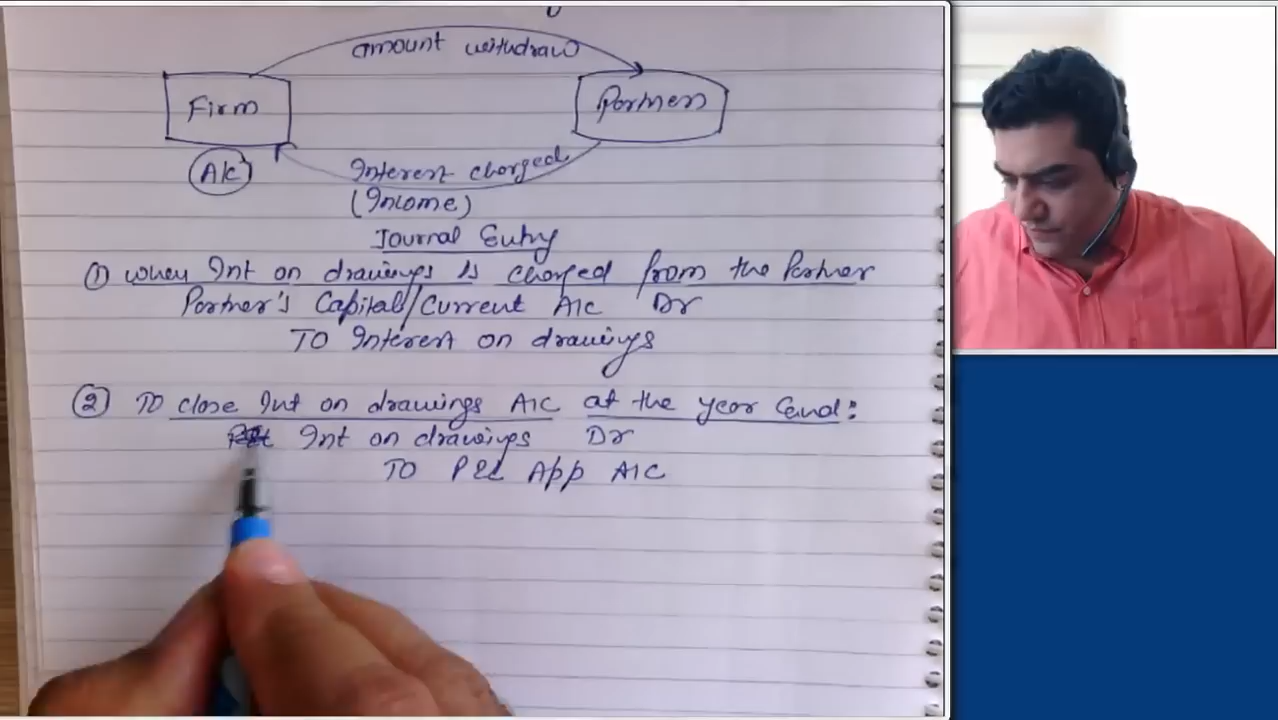 amount withdraw
Firm
Partners
A/c
Interest charged
(Income)
Journal Entry
① when Int on drawings is charged from the Partner
Partner's Capital/Current A/c Dr
TO Interest on drawings
② TO close Int on drawings A/c at the year end:
Int on drawings Dr
TO P&L App A/c